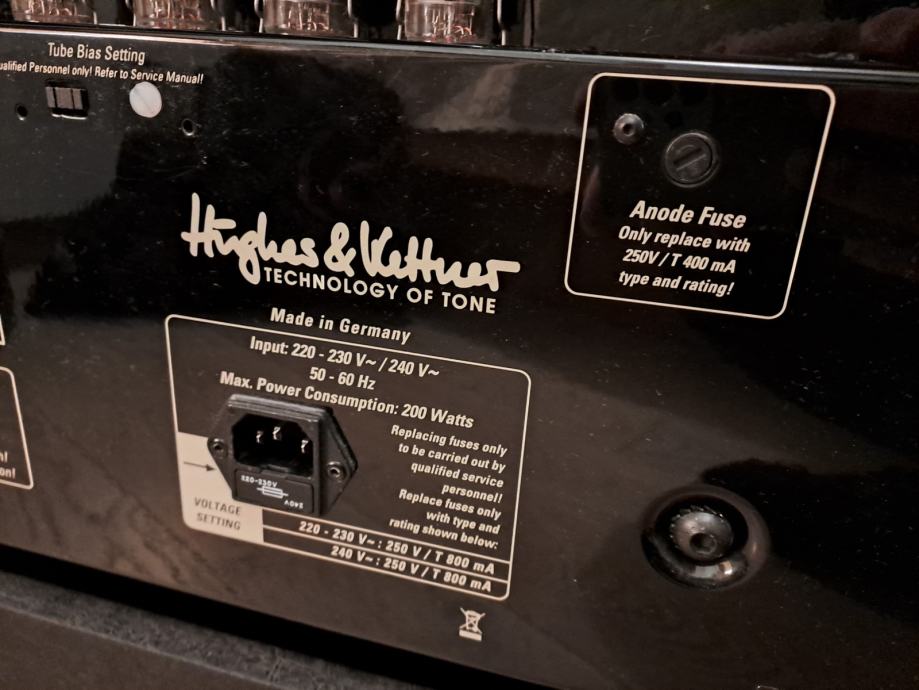 Tube Bias Setting
Personnel only! Refer to Service Manual!
Hughes & Kettner
TECHNOLOGY OF TONE
Made in Germany
Input: 220 - 230 V~ / 240 V~
50 - 60 Hz
Max. Power Consumption: 200 Watts
Replacing fuses only
to be carried out by
qualified service
personnel!
Replace fuses only
with type and
rating shown below:
220-230V
240V
VOLTAGE
SETTING
220 - 230 V~ : 250 V / T 800 mA
240 V~ : 250 V / T 800 mA
Anode Fuse
Only replace with
250V / T 400 mA
type and rating!